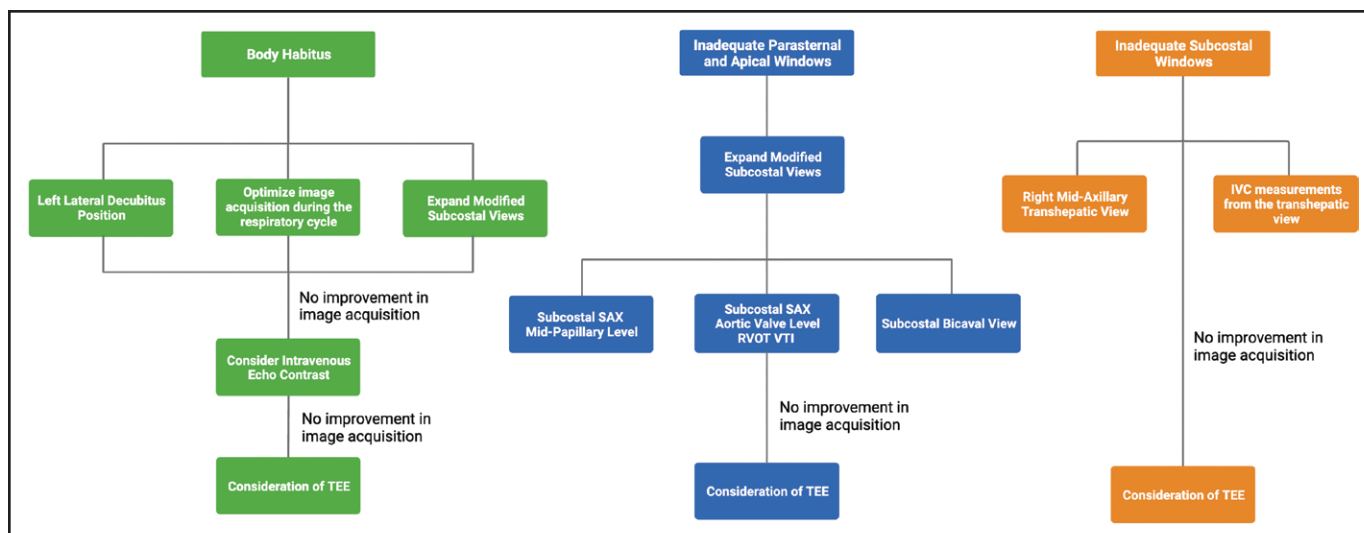 Body Habitus
Left Lateral Decubitus
Position
Optimize image
acquisition during the
respiratory cycle
Expand Modified
Subcostal Views
No improvement in
image acquisition
Consider Intravenous
Echo Contrast
No improvement in
image acquisition
Consideration of TEE
Inadequate Parasternal
and Apical Windows
Expand Modified
Subcostal Views
Subcostal SAX
Mid-Papillary Level
Subcostal SAX
Aortic Valve Level
RVOT VTI
Subcostal Bicaval View
No improvement in
image acquisition
Consideration of TEE
Inadequate Subcostal
Windows
Right Mid-Axillary
Transhepatic View
IVC measurements
from the transhepatic
view
No improvement in
image acquisition
Consideration of TEE